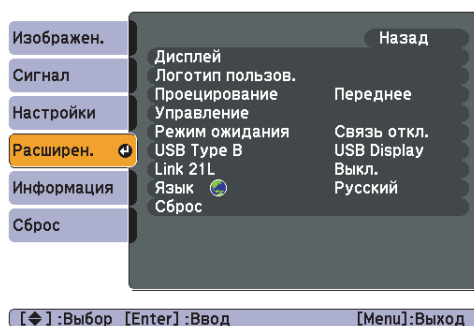 Изображен.
Сигнал
Настройки
Расширен.
Информация
Сброс
Назад
Дисплей
Логотип пользов.
Проецирование Переднее
Управление
Режим ожидания Связь откл.
USB Type B USB Display
Link 21L Выкл.
Язык Русский
Сброс
[◆] :Выбор [Enter] :Ввод [Menu]:Выход